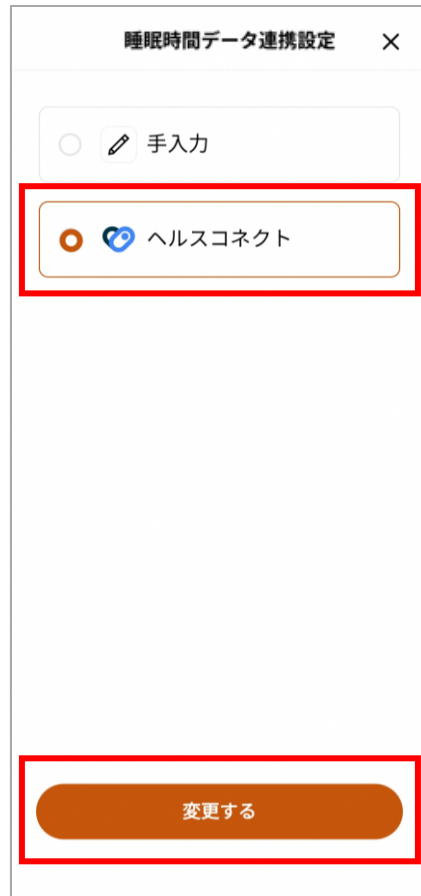 睡眠時間データ連携設定
手入力
ヘルスコネクト
変更する